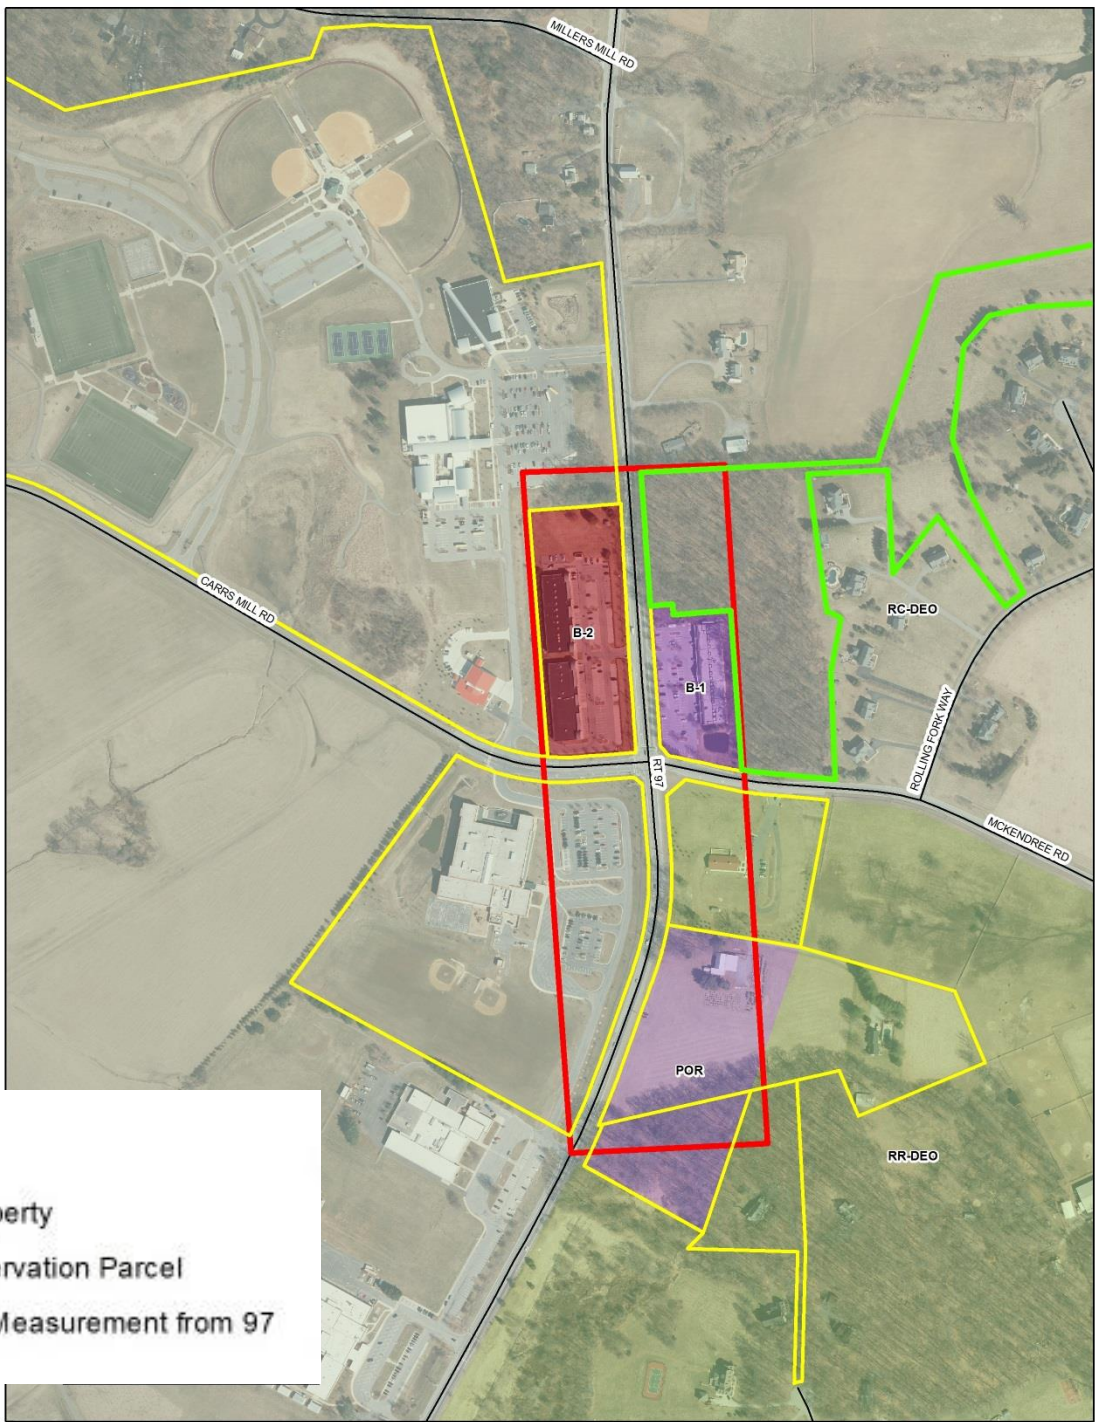 MILLERS MILL RD
CARRS MILL RD
RC-DEO
B-2
B-1
ROLLING FORK WAY
RT 97
MCKENDREE RD
POR
RR-DEO
perty
ervation Parcel
Measurement from 97